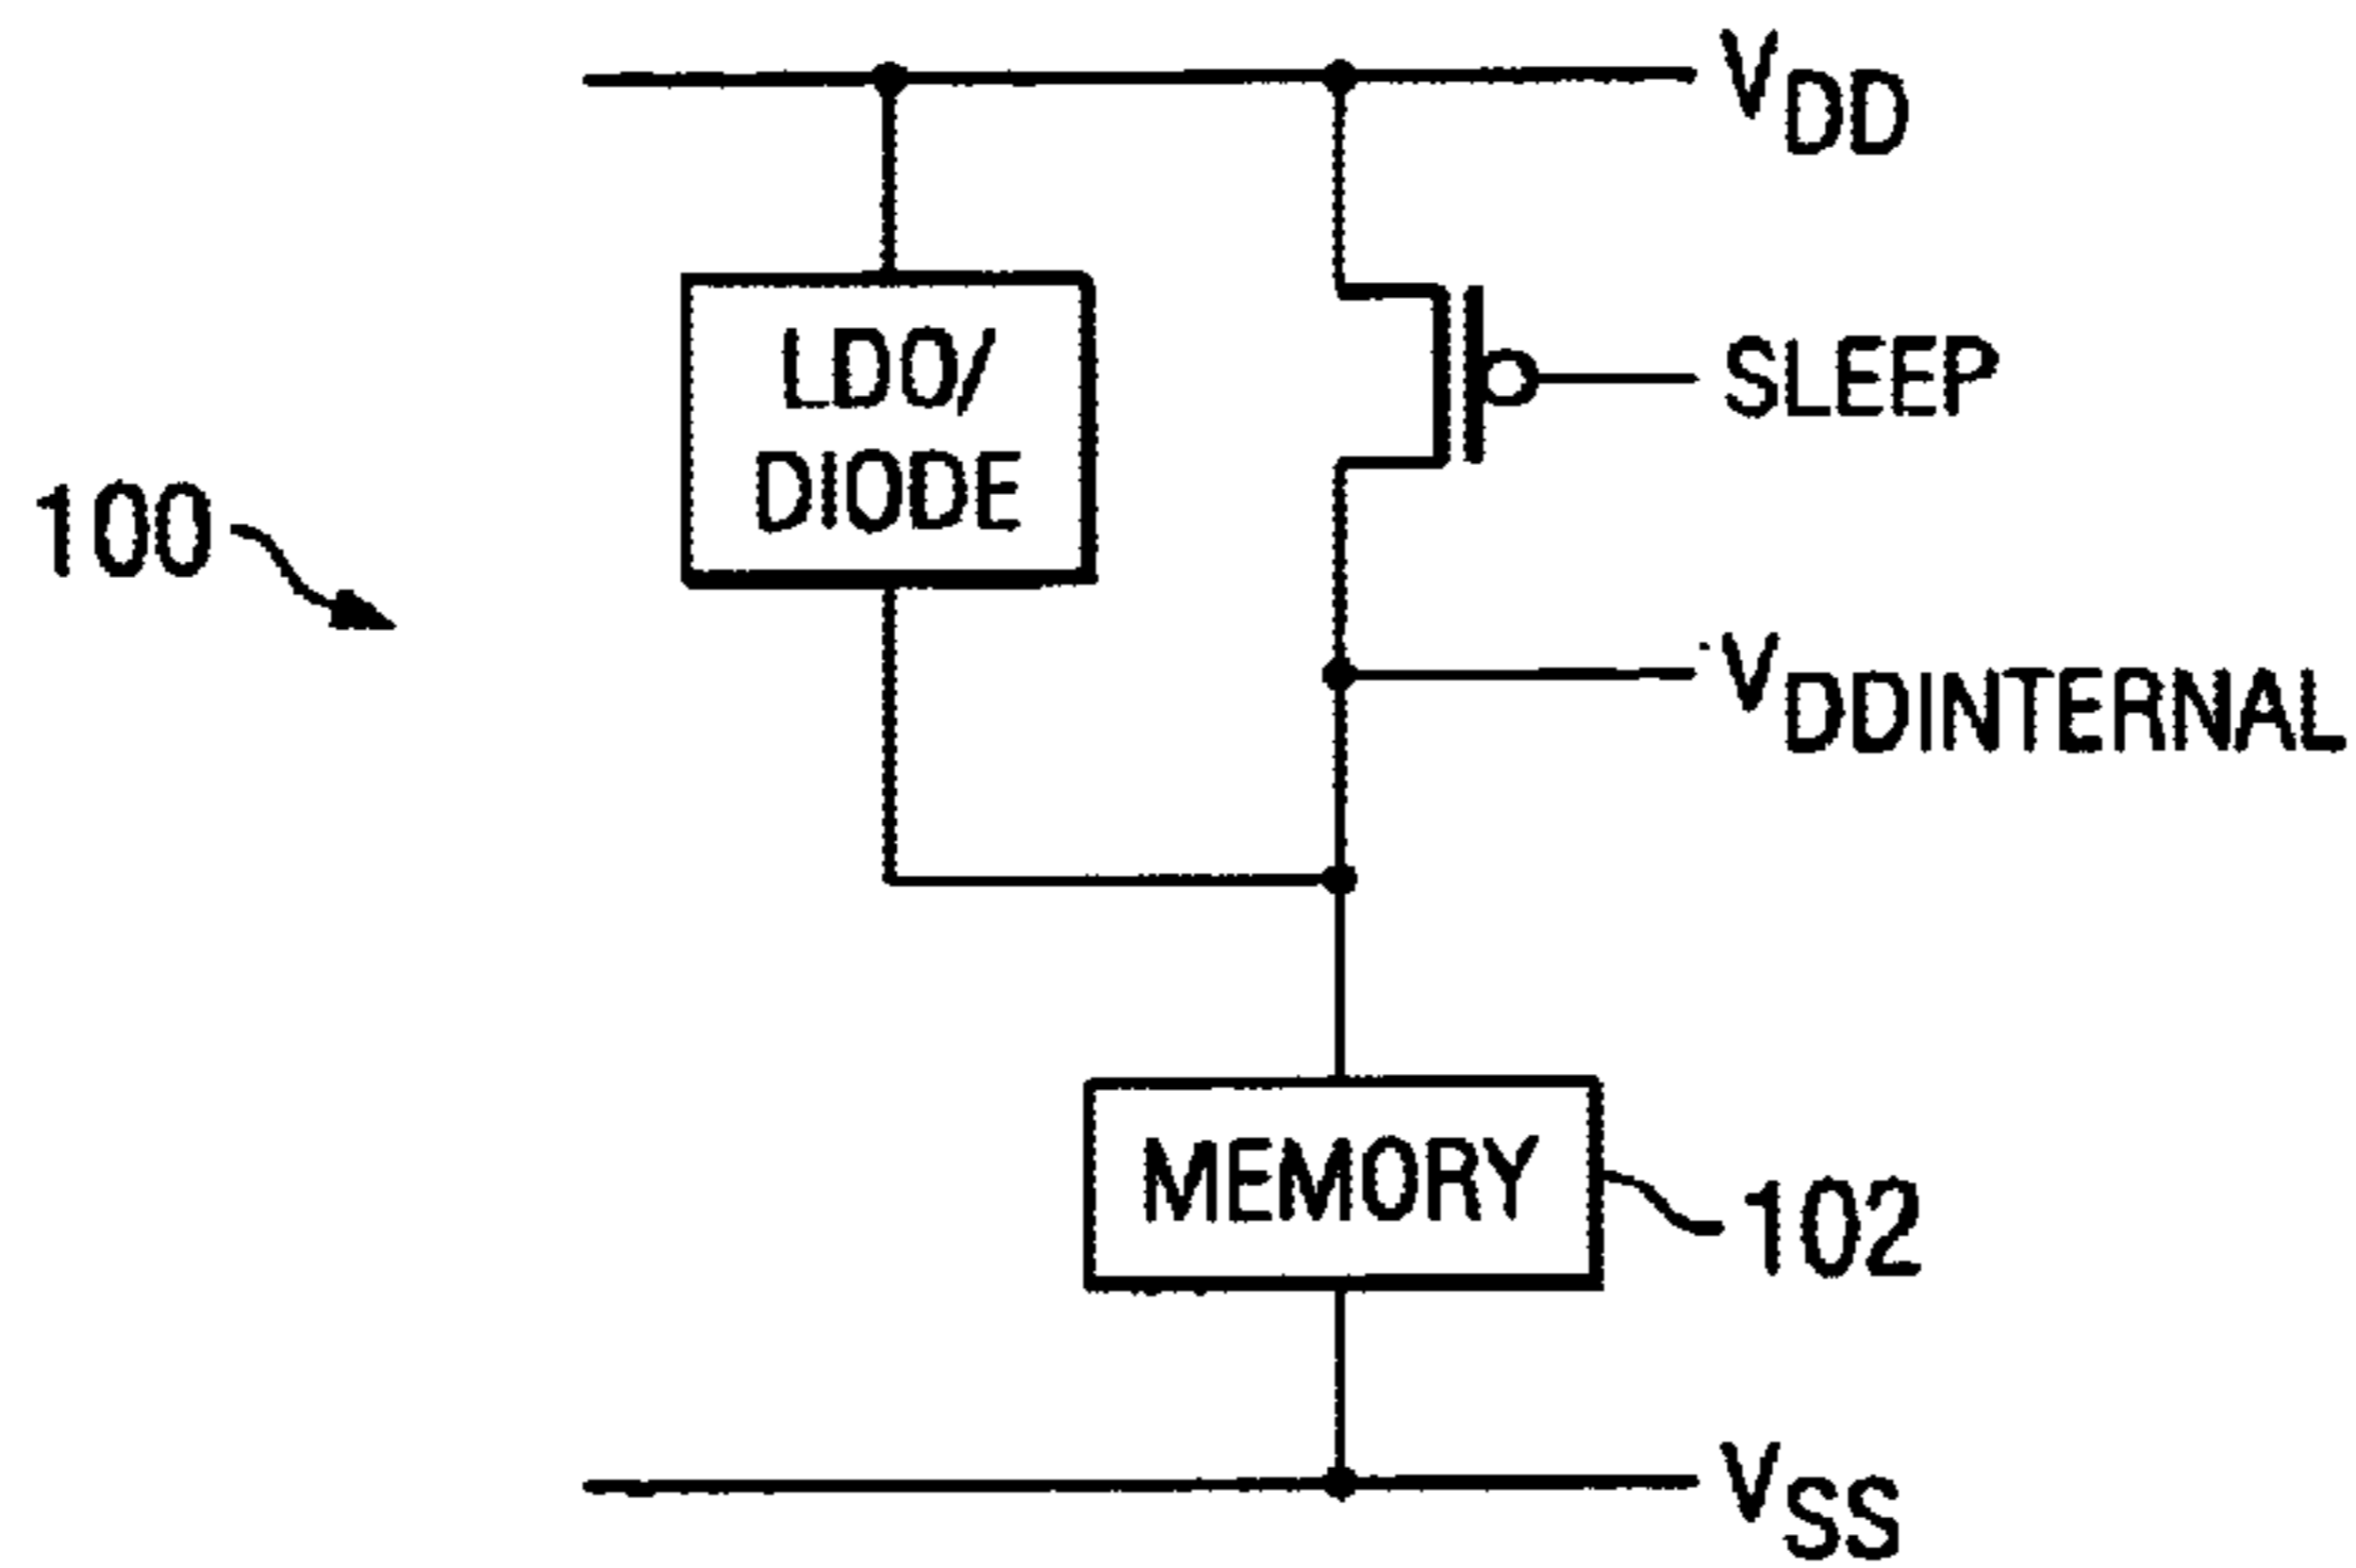 VDD
LDO/
DIODE
SLEEP
100
VDDINTERNAL
MEMORY
102
VSS